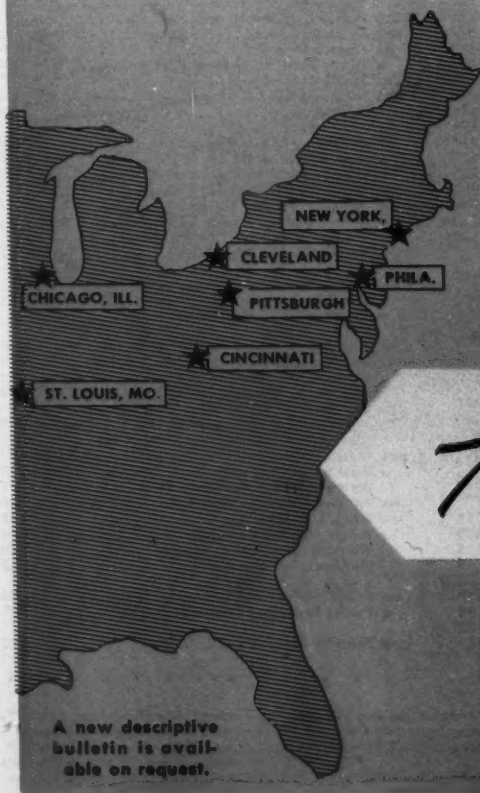 NEW YORK,
CLEVELAND
PHILA.
CHICAGO, ILL.
PITTSBURGH
CINCINNATI
ST. LOUIS, MO.
A new descriptive
bulletin is avail-
able on request.